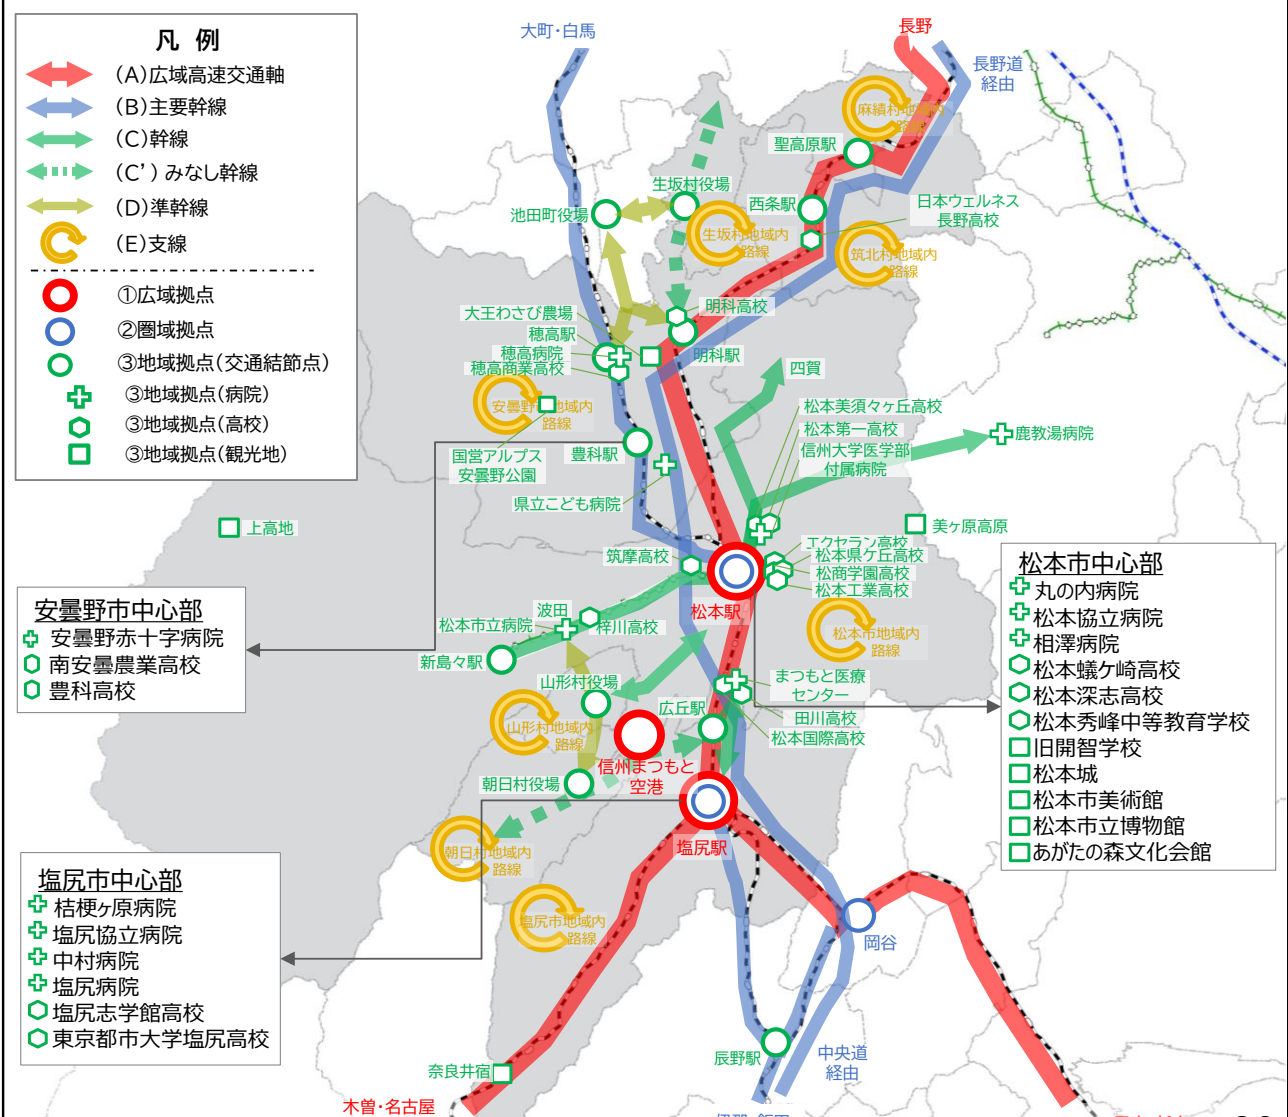 凡 例
(A)広域高速交通軸
(B)主要幹線
(C)幹線
(C')みなし幹線
(D)準幹線
(E)支線
①広域拠点
②圏域拠点
③地域拠点(交通結節点)
③地域拠点(病院)
③地域拠点(高校)
③地域拠点(観光地)
大町・白馬
長野
長野道
経由
麻績村地域内
路線
聖高原駅
生坂村役場
池田町役場
西条駅
日本ウェルネス
長野高校
生坂村地域内
路線
筑北村地域内
路線
大王わさび農場
明科高校
穂高駅
穂高病院
穂高商業高校
明科駅
四賀
安曇野市地域内
路線
松本美須々ヶ丘高校
松本第一高校
信州大学医学部
付属病院
鹿教湯病院
国営アルプス
安曇野公園
豊科駅
県立こども病院
上高地
美ヶ原高原
筑摩高校
エクセラン高校
松本県ケ丘高校
松商学園高校
松本工業高校
松本駅
波田
松本市立病院
梓川高校
新島々駅
松本市地域内
路線
山形村役場
まつもと医療
センター
広丘駅
田川高校
松本国際高校
山形村地域内
路線
信州まつもと
空港
朝日村役場
塩尻駅
朝日村地域内
路線
塩尻市地域内
路線
岡谷
辰野駅
中央道
経由
奈良井宿
木曽・名古屋
安曇野市中心部
安曇野赤十字病院
南安曇農業高校
豊科高校
塩尻市中心部
桔梗ヶ原病院
塩尻協立病院
中村病院
塩尻病院
塩尻志学館高校
東京都市大学塩尻高校
松本市中心部
丸の内病院
松本協立病院
相澤病院
松本蟻ケ崎高校
松本深志高校
松本秀峰中等教育学校
旧開智学校
松本城
松本市美術館
松本市立博物館
あがたの森文化会館